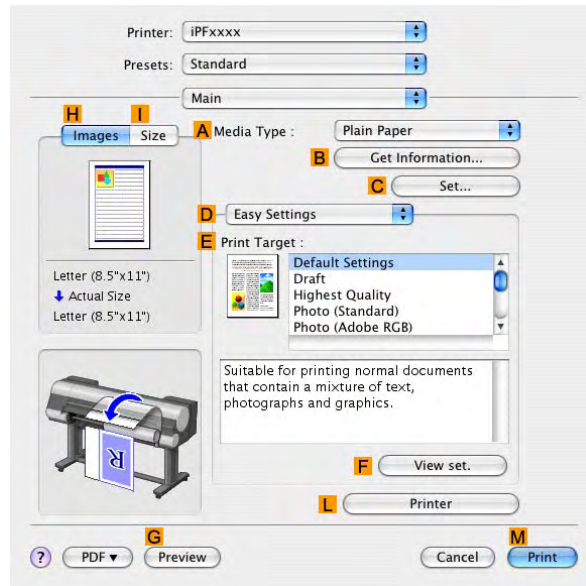 Printer: iPFxxxx
Presets: Standard
Main
H I
Images Size
A Media Type : Plain Paper
B Get Information...
C Set...
D Easy Settings
E Print Target :
Default Settings
Draft
Highest Quality
Photo (Standard)
Photo (Adobe RGB)
Letter (8.5"x11")
Actual Size
Letter (8.5"x11")
Suitable for printing normal documents
that contain a mixture of text,
photographs and graphics.
R
F View set.
L Printer
G M
? PDF▼ Preview Cancel Print